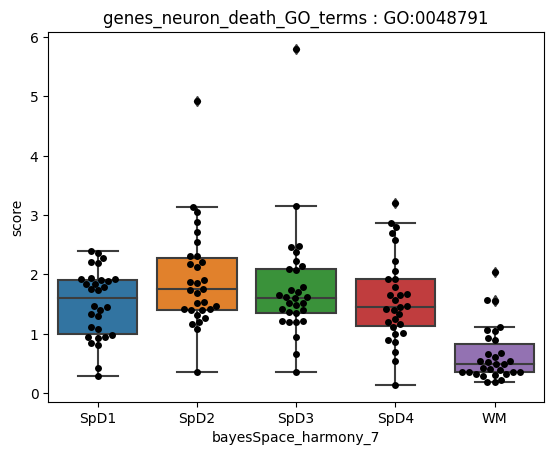 genes_neuron_death_GO_terms : GO:0048791
6
5
4
3
2
1
0
score
SpD1 SpD2 SpD3 SpD4 WM
bayesSpace_harmony_7